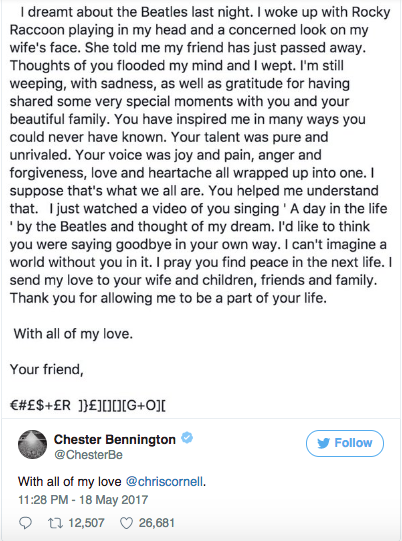 I dreamt about the Beatles last night. I woke up with Rocky
Raccoon playing in my head and a concerned look on my
wife's face. She told me my friend has just passed away.
Thoughts of you flooded my mind and I wept. I'm still
weeping, with sadness, as well as gratitude for having
shared some very special moments with you and your
beautiful family. You have inspired me in many ways you
could never have known. Your talent was pure and
unrivaled. Your voice was joy and pain, anger and
forgiveness, love and heartache all wrapped up into one. I
suppose that's what we all are. You helped me understand
that. I just watched a video of you singing ' A day in the life
' by the Beatles and thought of my dream. I'd like to think
you were saying goodbye in your own way. I can't imagine a
world without you in it. I pray you find peace in the next life. I
send my love to your wife and children, friends and family.
Thank you for allowing me to be a part of your life.
With all of my love.
Your friend,
€#£$+£R ]}£][][][G+O][
Chester Bennington
@ChesterBe
Follow
With all of my love @chriscornell.
11:28 PM - 18 May 2017
12,507 26,681